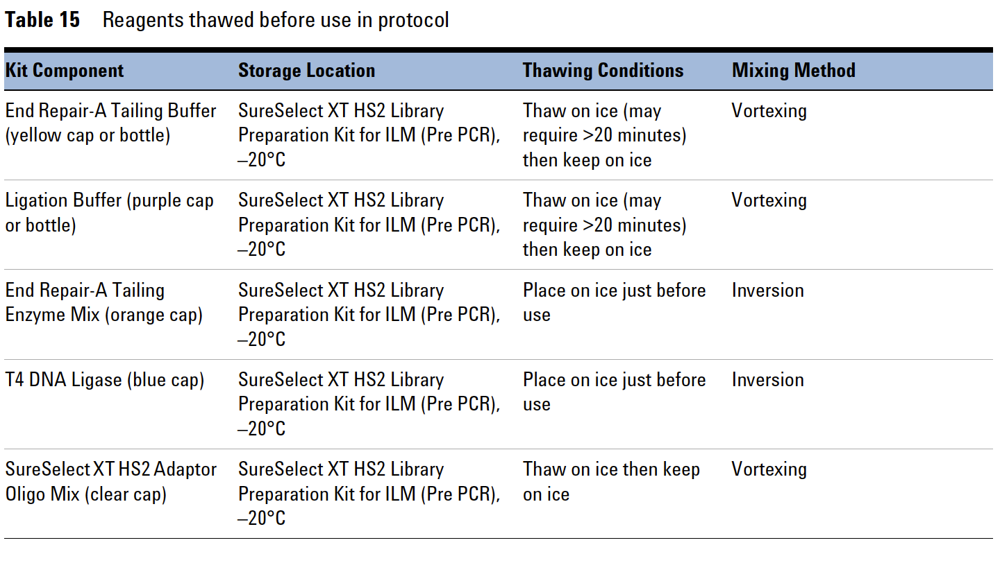 Table 15 Reagents thawed before use in protocol
Kit Component Storage Location Thawing Conditions Mixing Method
End Repair-A Tailing Buffer SureSelect XT HS2 Library Thaw on ice (may Vortexing
(yellow cap or bottle) Preparation Kit for ILM (Pre PCR), require >20 minutes)
–20°C then keep on ice
Ligation Buffer (purple cap SureSelect XT HS2 Library Thaw on ice (may Vortexing
or bottle) Preparation Kit for ILM (Pre PCR), require >20 minutes)
–20°C then keep on ice
End Repair-A Tailing SureSelect XT HS2 Library Place on ice just before Inversion
Enzyme Mix (orange cap) Preparation Kit for ILM (Pre PCR), use
–20°C
T4 DNA Ligase (blue cap) SureSelect XT HS2 Library Place on ice just before Inversion
Preparation Kit for ILM (Pre PCR), use
–20°C
SureSelect XT HS2 Adaptor SureSelect XT HS2 Library Thaw on ice then keep Vortexing
Oligo Mix (clear cap) Preparation Kit for ILM (Pre PCR), on ice
–20°C